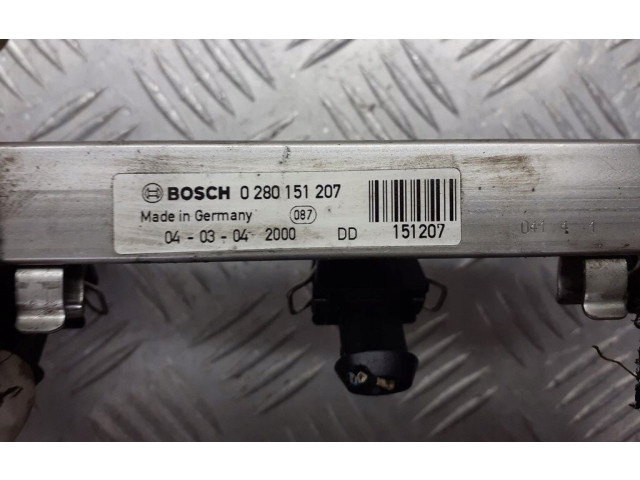 BOSCH 0 280 151 207
Made in Germany 087
04 - 03 - 04 2000 DD 151207